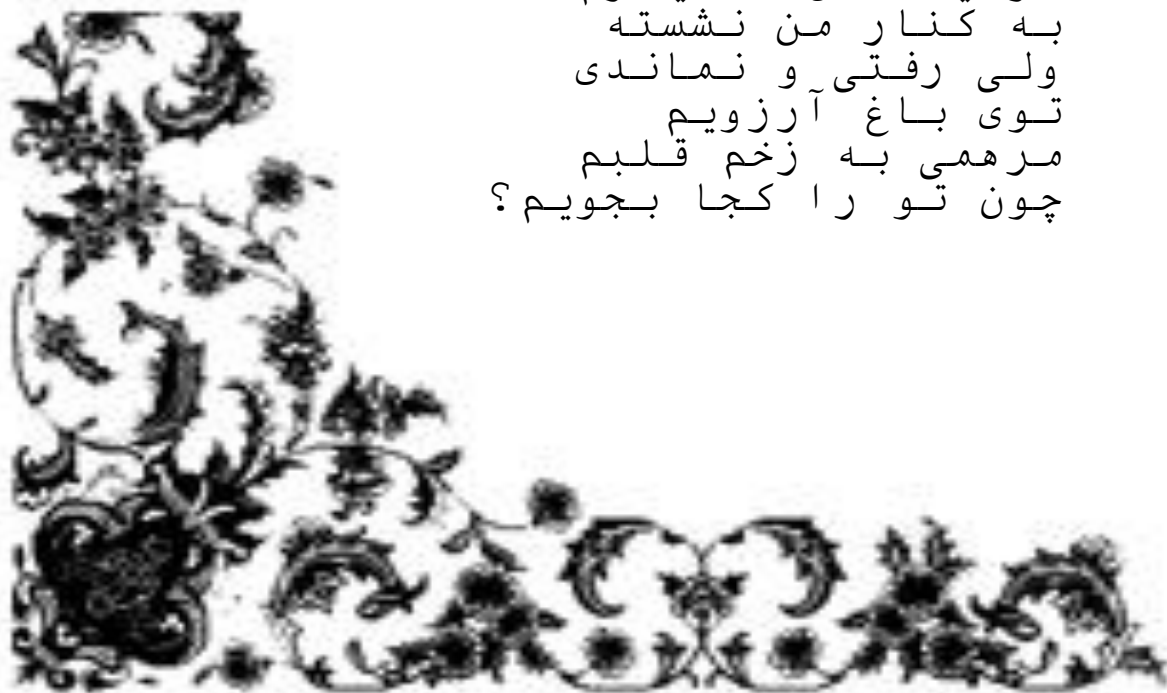 به کنار من نشسته
ولی رفتی و نماندی
توی باغ آرزویم
مرهمی به زخم قلبم
چون تو را کجا بجویم؟